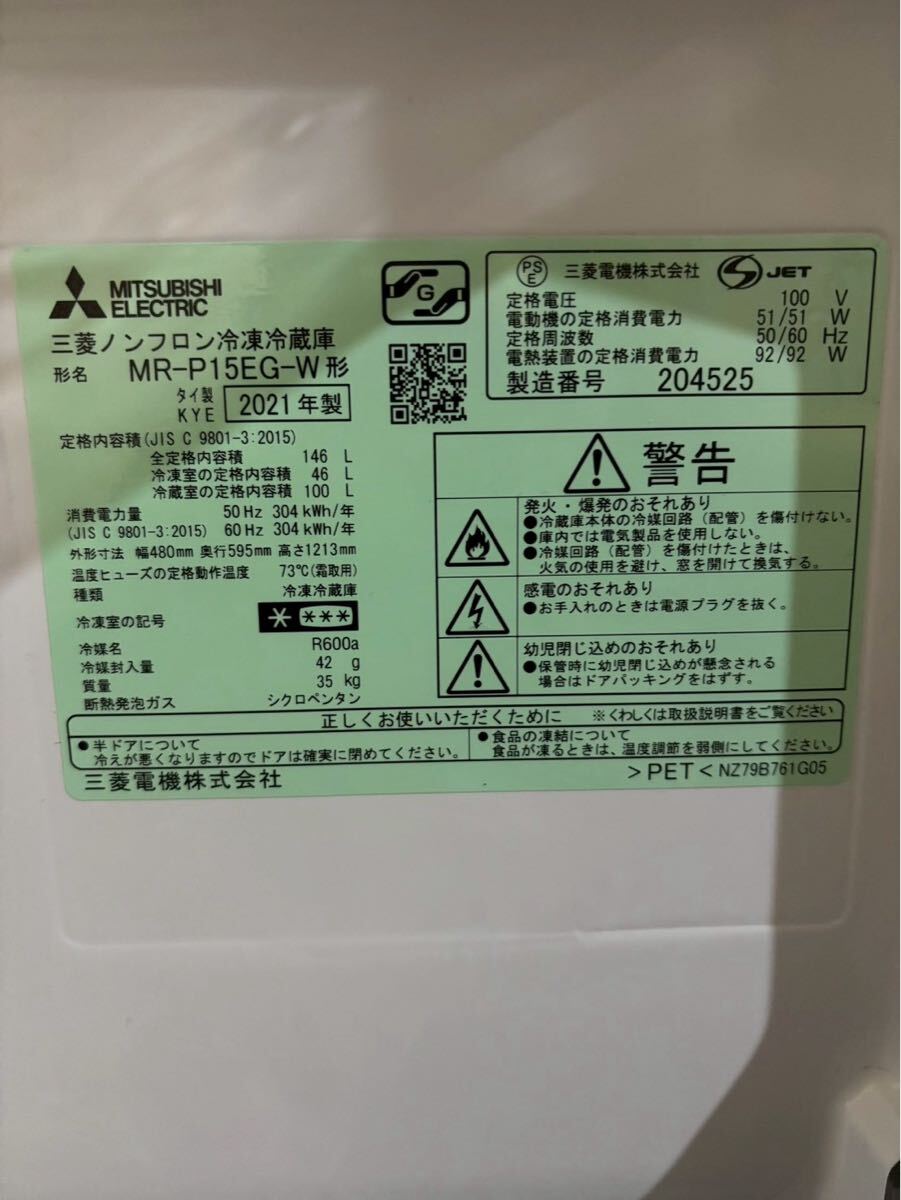 MITSUBISHI
ELECTRIC
三菱ノンフロン冷凍冷蔵庫
形名 MR-P15EG-W形
タイ製
KYE 2021年製
G
定格内容積(JIS C 9801-3:2015)
全定格内容積 146 L
冷凍室の定格内容積 46 L
冷蔵室の定格内容積 100 L
消費電力量 50 Hz 304 kWh/年
(JIS C 9801-3:2015) 60 Hz 304 kWh/年
外形寸法 幅480mm 奥行595mm 高さ1213mm
温度ヒューズの定格動作温度 73℃(霜取用)
種類 冷凍冷蔵庫
冷凍室の記号 * ***
冷媒名 R600a
冷媒封入量 42 g
質量 35 kg
断熱発泡ガス シクロペンタン
PSE 三菱電機株式会社 S JET
定格電圧 100 V
電動機の定格消費電力 51/51 W
定格周波数 50/60 Hz
電熱装置の定格消費電力 92/92 W
製造番号 204525
警告
発火・爆発のおそれあり
●冷蔵庫本体の冷媒回路(配管)を傷付けない。
●庫内では電気製品を使用しない。
●冷媒回路(配管)を傷付けたときは、
火気の使用を避け、窓を開けて換気する。
感電のおそれあり
●お手入れのときは電源プラグを抜く。
幼児閉じ込めのおそれあり
●保管時に幼児閉じ込めが懸念される
場合はドアパッキングをはずす。
正しくお使いいただくために ※くわしくは取扱説明書をご覧ください
●半ドアについて
冷えが悪くなりますのでドアは確実に閉めてください。
●食品の凍結について
食品が凍るときは、温度調節を弱側にしてください。
三菱電機株式会社
>PET< NZ79B761G05